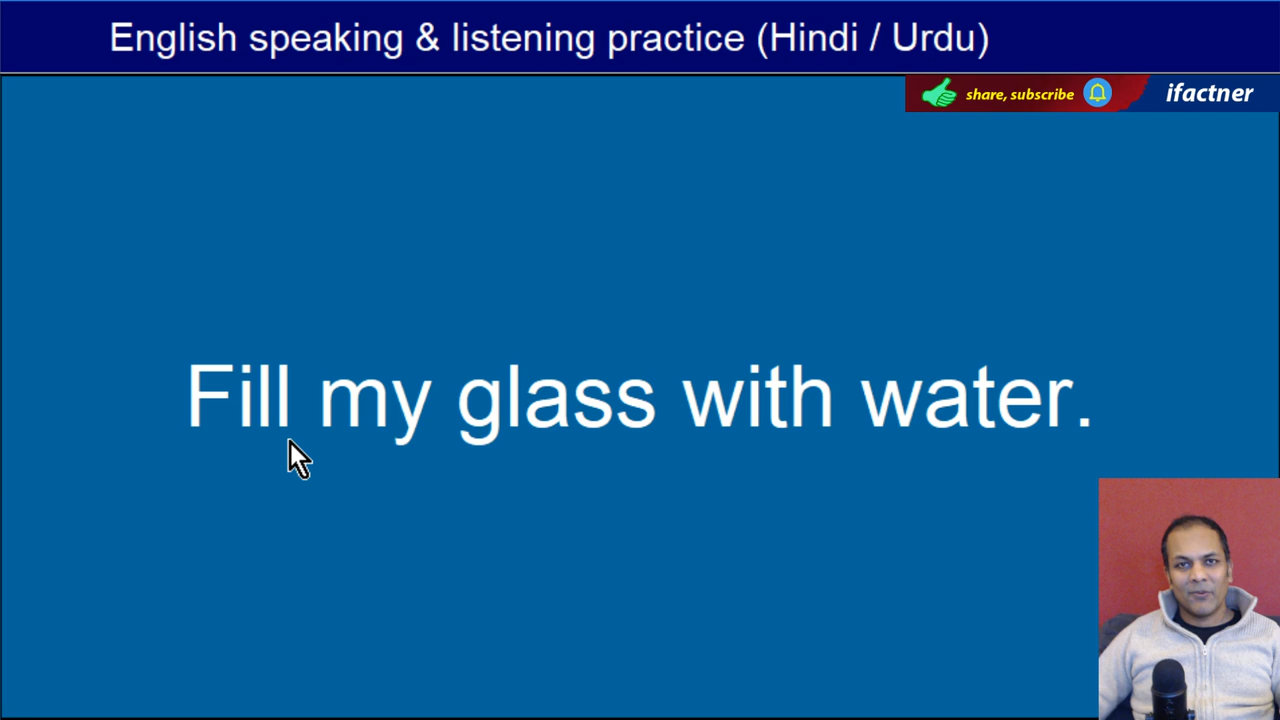 English speaking & listening practice (Hindi / Urdu)
share, subscribe
ifactner
Fill my glass with water.